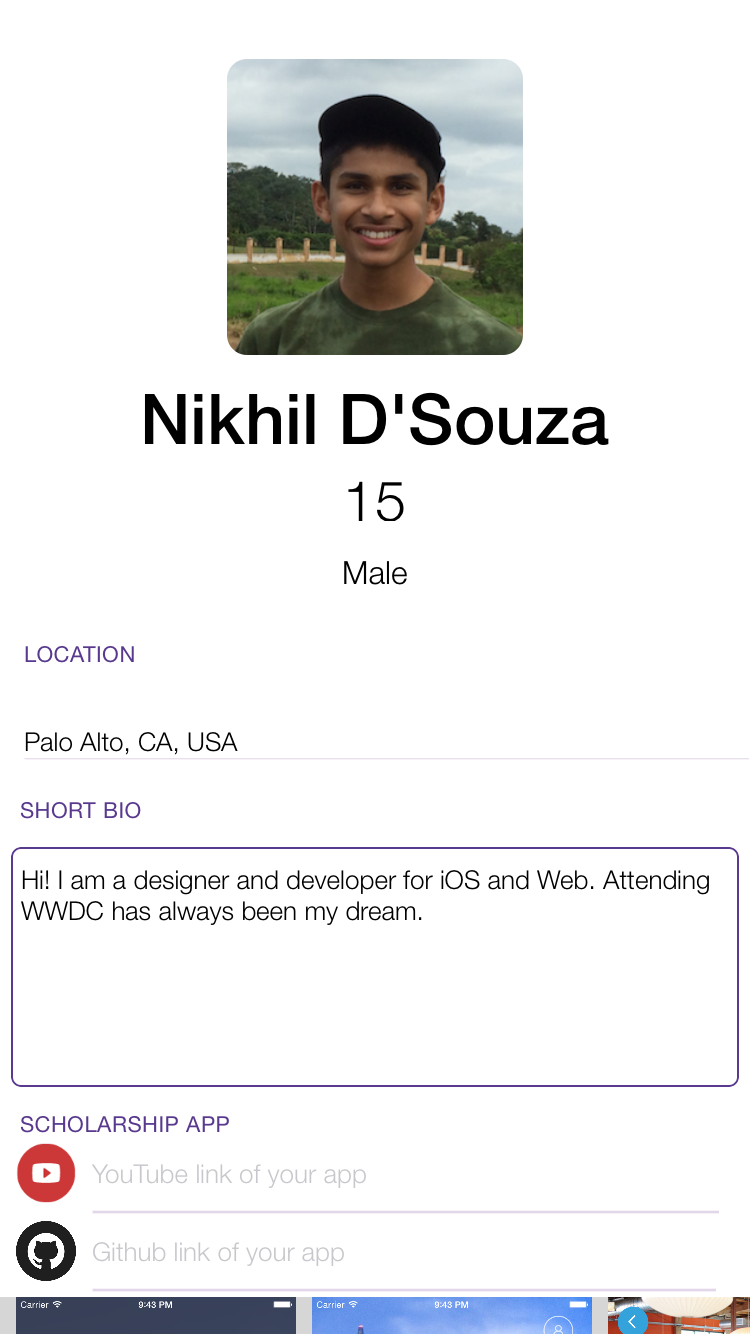 Nikhil D'Souza
15
Male
LOCATION
Palo Alto, CA, USA
SHORT BIO
Hi! I am a designer and developer for iOS and Web. Attending
WWDC has always been my dream.
SCHOLARSHIP APP
YouTube link of your app
Github link of your app
Carrier 9:43 PM Carrier 9:43 PM